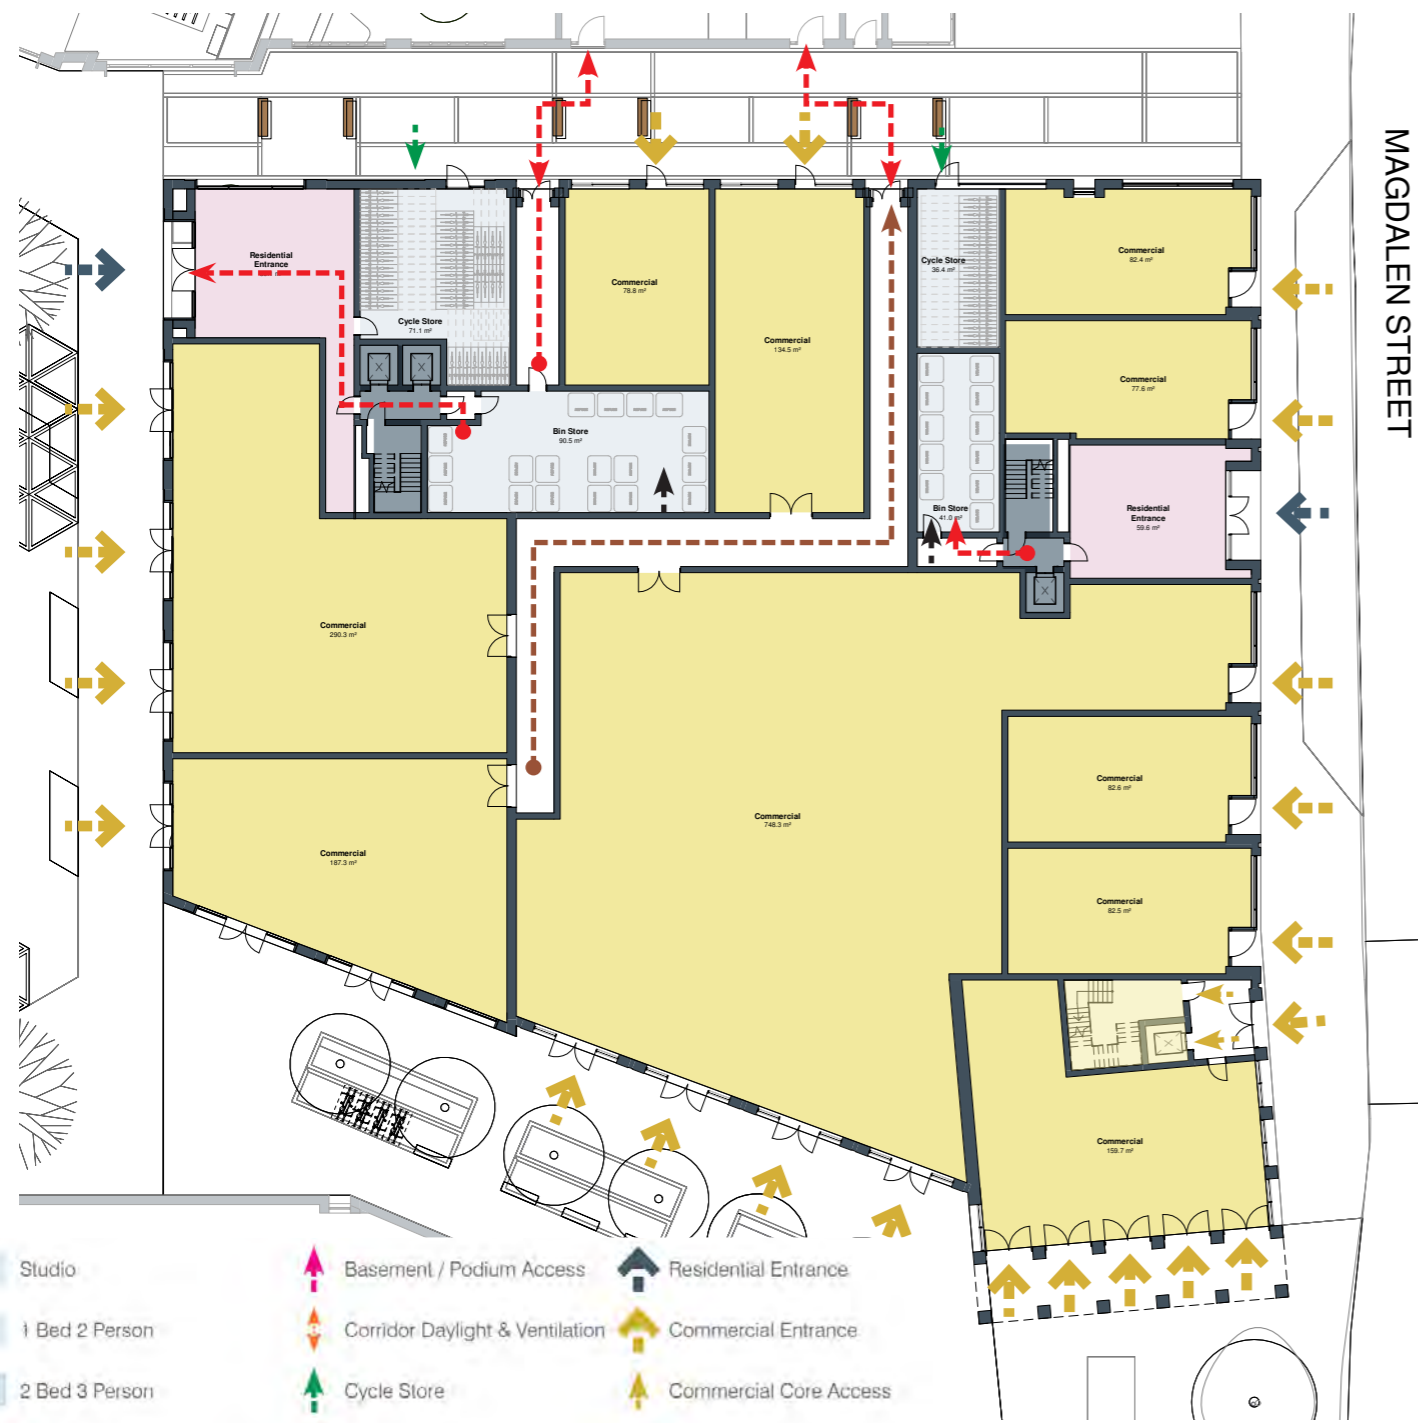 MAGDALEN STREET
Residential
Entrance
Cycle Store
71.1 m²
Commercial
78.8 m²
Commercial
134.5 m²
Cycle Store
36.4 m²
Commercial
82.4 m²
Commercial
77.6 m²
Bin Store
90.5 m²
Bin Store
41.0 m²
Residential
Entrance
59.6 m²
Commercial
290.3 m²
Commercial
748.3 m²
Commercial
82.6 m²
Commercial
187.3 m²
Commercial
82.5 m²
Commercial
159.7 m²
Studio
Basement / Podium Access
Residential Entrance
1 Bed 2 Person
Corridor Daylight & Ventilation
Commercial Entrance
2 Bed 3 Person
Cycle Store
Commercial Core Access